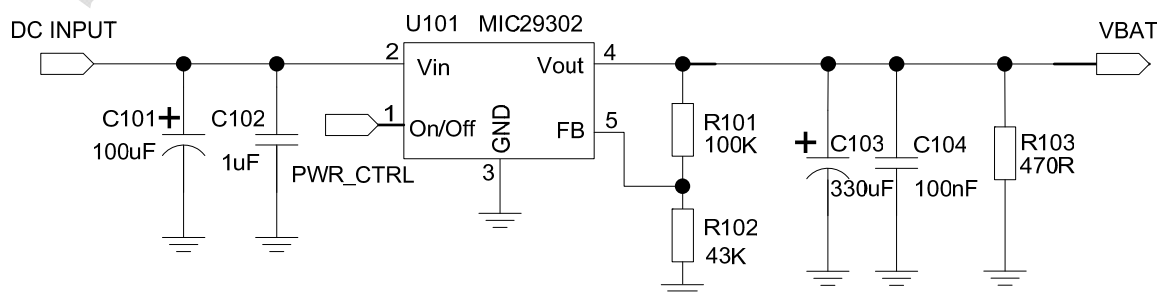 U101 MIC29302
DC INPUT
VBAT
2
4
Vin
Vout
C101
+
C102
1
On/Off
GND
FB
5
R101
100K
+
C103
C104
R103
470R
100uF
1uF
PWR_CTRL
3
330uF
100nF
R102
43K